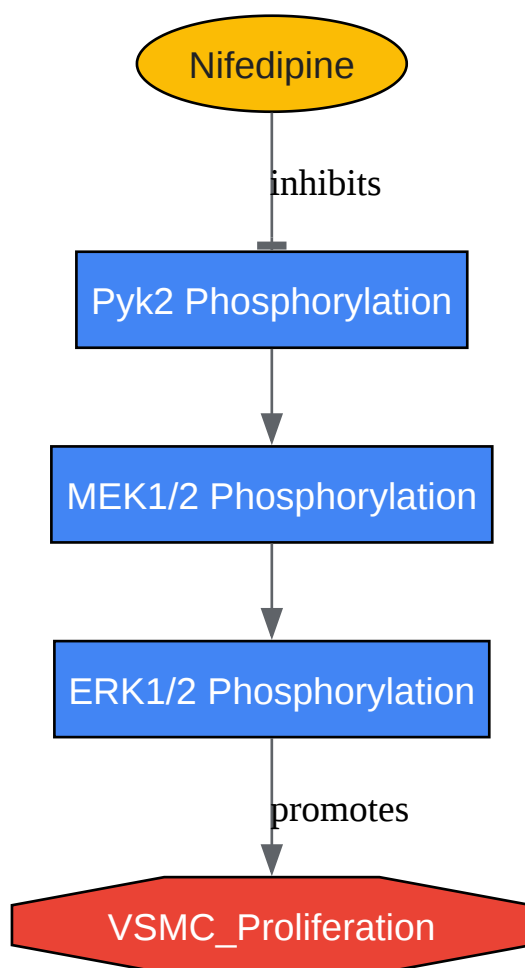 Nifedipine
inhibits
Pyk2 Phosphorylation
MEK1/2 Phosphorylation
ERK1/2 Phosphorylation
promotes
VSMC_Proliferation